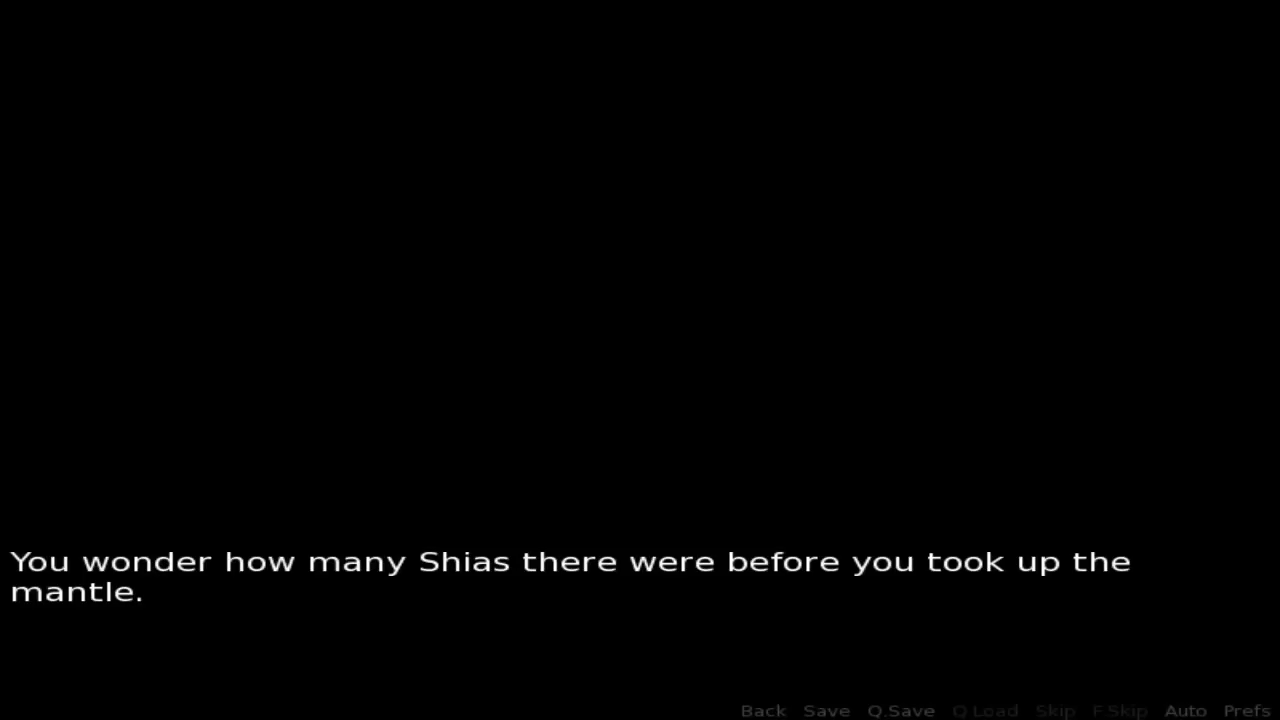 You wonder how many Shias there were before you took up the
mantle.
Back Save Q.Save Q.Load Skip F.Skip Auto Prefs